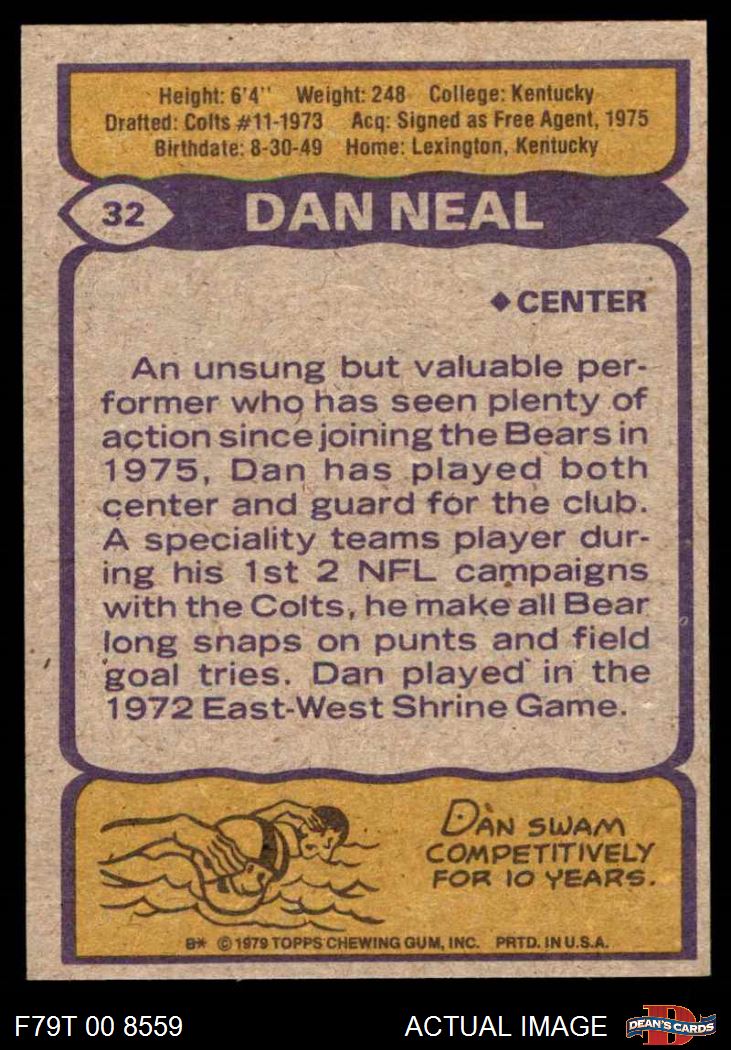 Height: 6'4'' Weight: 248 College: Kentucky
Drafted: Colts #11-1973 Acq: Signed as Free Agent, 1975
Birthdate: 8-30-49 Home: Lexington, Kentucky
32 DAN NEAL
◆CENTER
An unsung but valuable per-
former who has seen plenty of
action since joining the Bears in
1975, Dan has played both
center and guard for the club.
A speciality teams player dur-
ing his 1st 2 NFL campaigns
with the Colts, he make all Bear
long snaps on punts and field
goal tries. Dan played in the
1972 East-West Shrine Game.
DAN SWAM
COMPETITIVELY
FOR 10 YEARS.
B* © 1979 TOPPS CHEWING GUM, INC. PRTD. IN U.S.A.
F79T 00 8559 ACTUAL IMAGE D DEAN'S CARDS